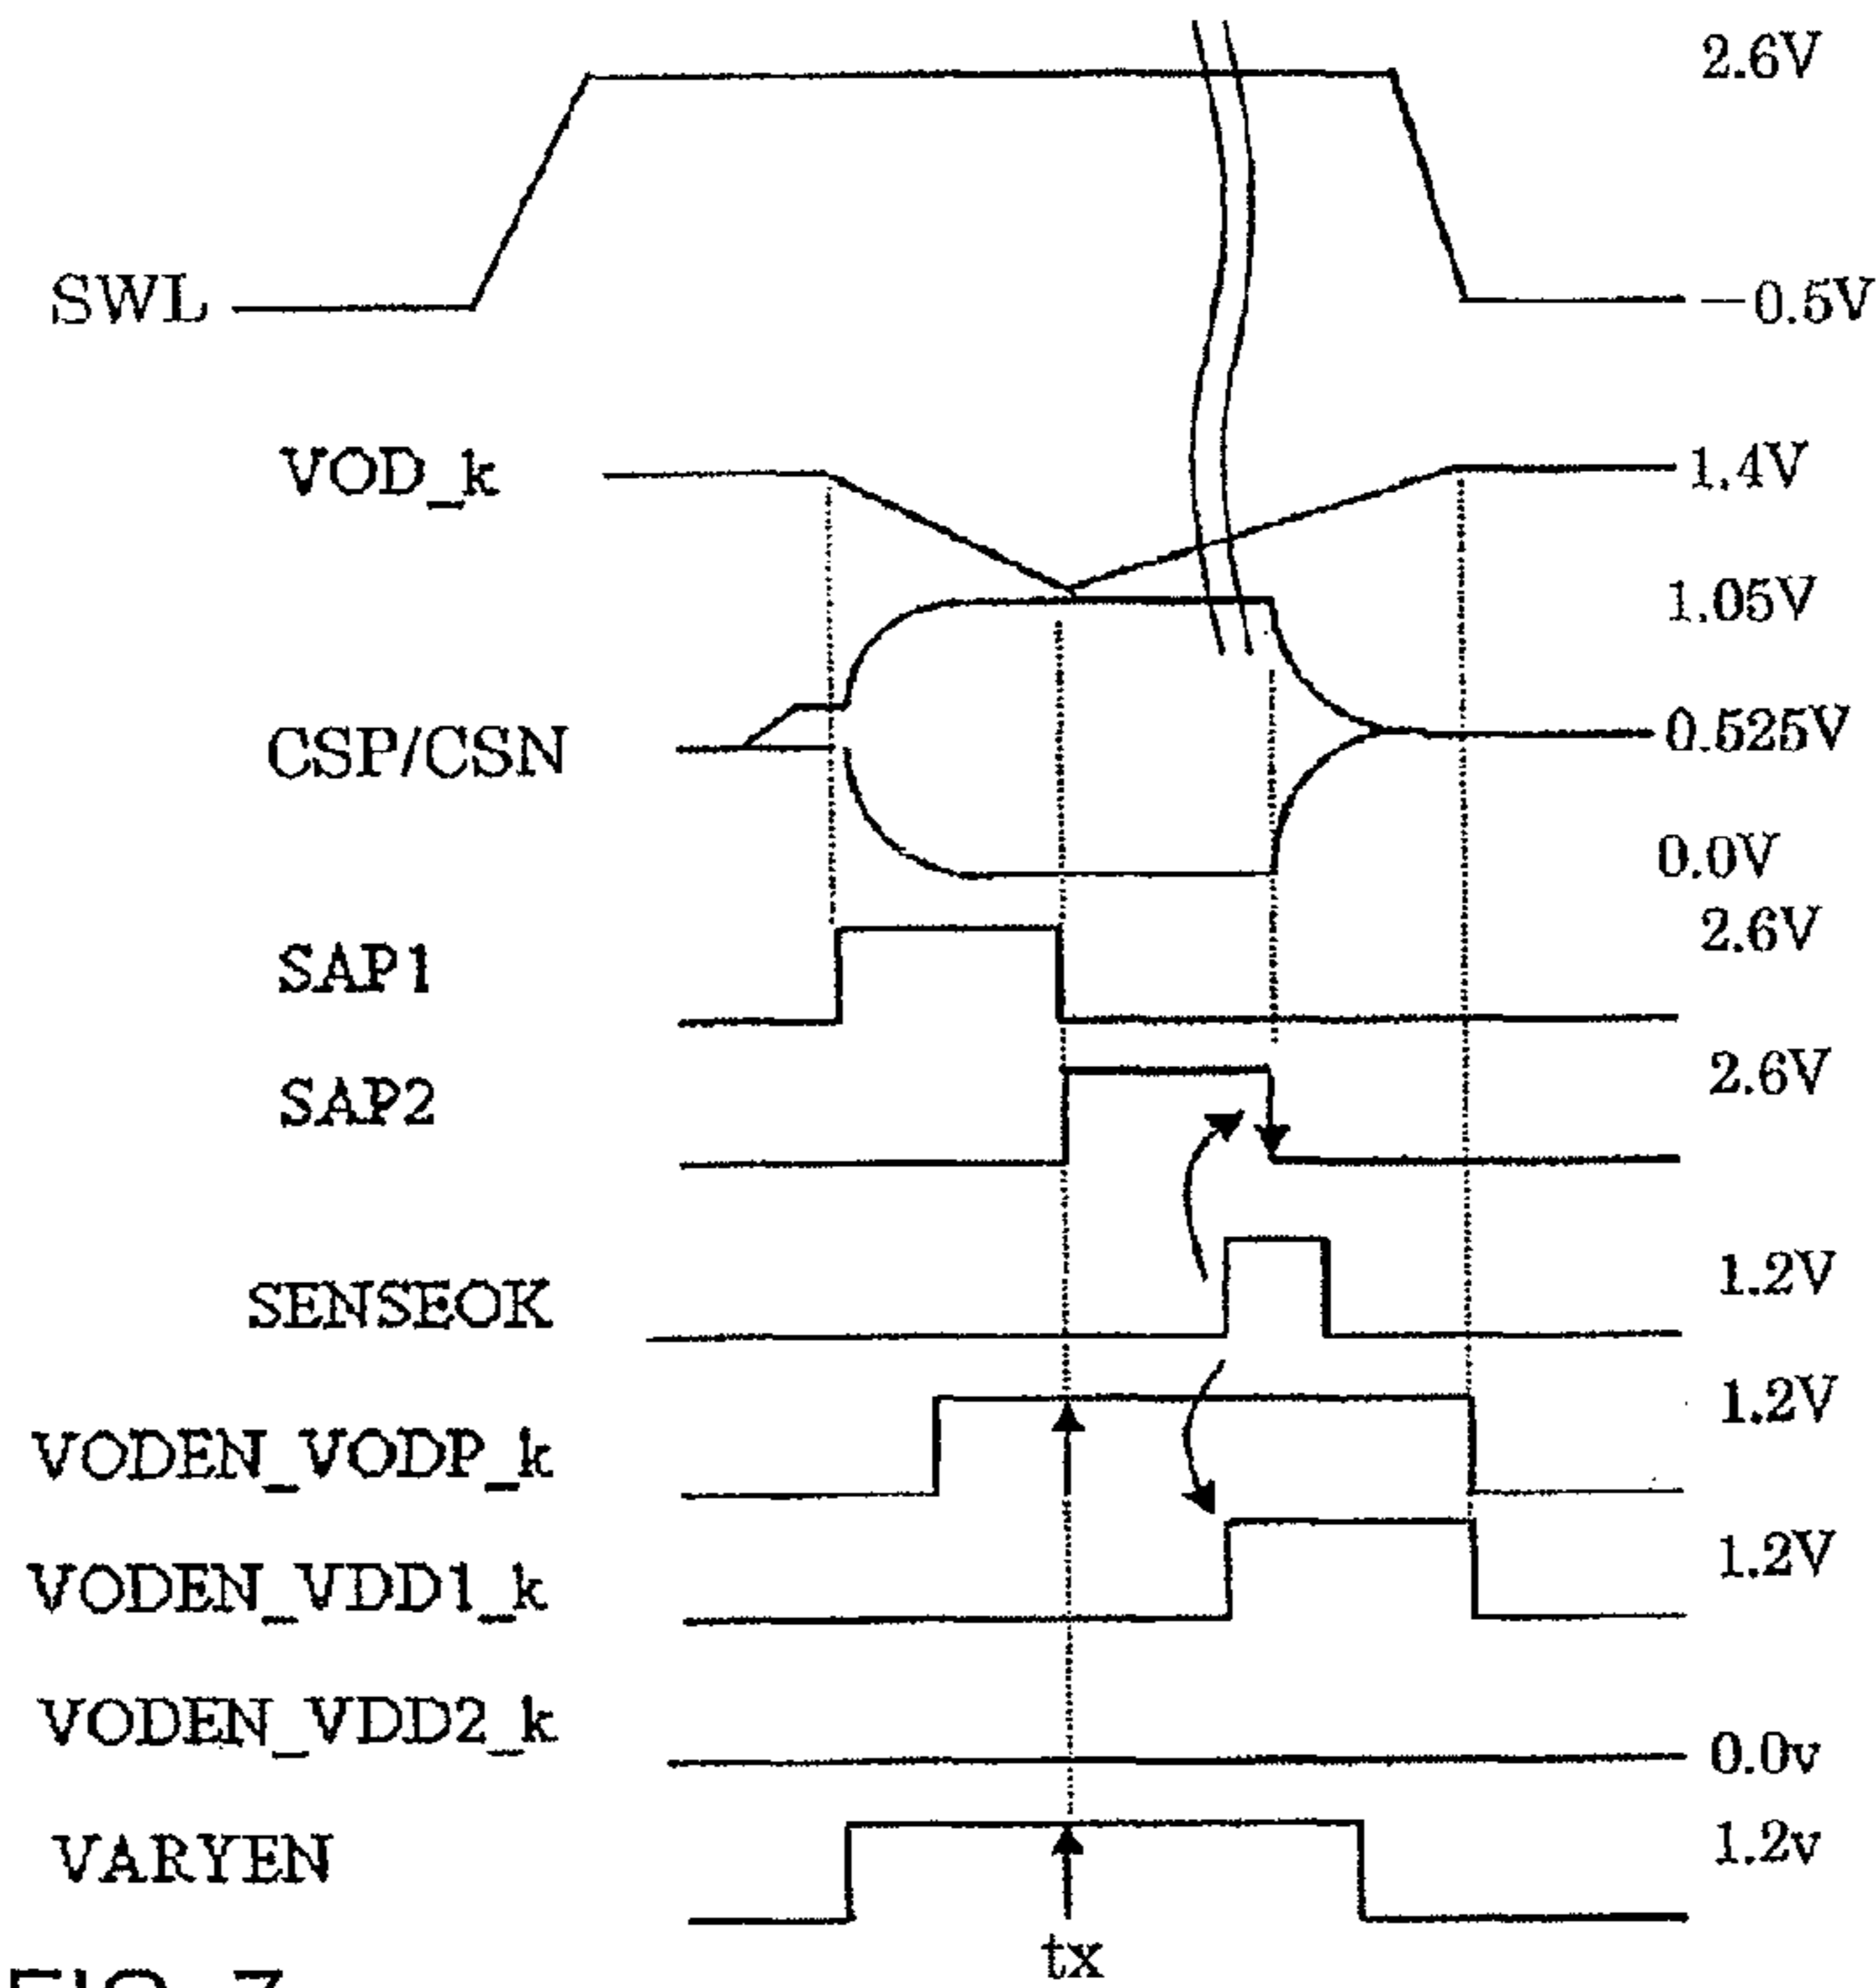 2.6V
SWL
—0.5V
VOD_k
1.4V
1.05V
CSP/CSN
0.525V
0.0V
SAP1
2.6V
SAP2
2.6V
SENSEOK
1.2V
VODEN_VODP_k
1.2V
VODEN_VDD1_k
1.2V
VODEN_VDD2_k
0.0v
VARYEN
1.2v
tx
FIG. 7